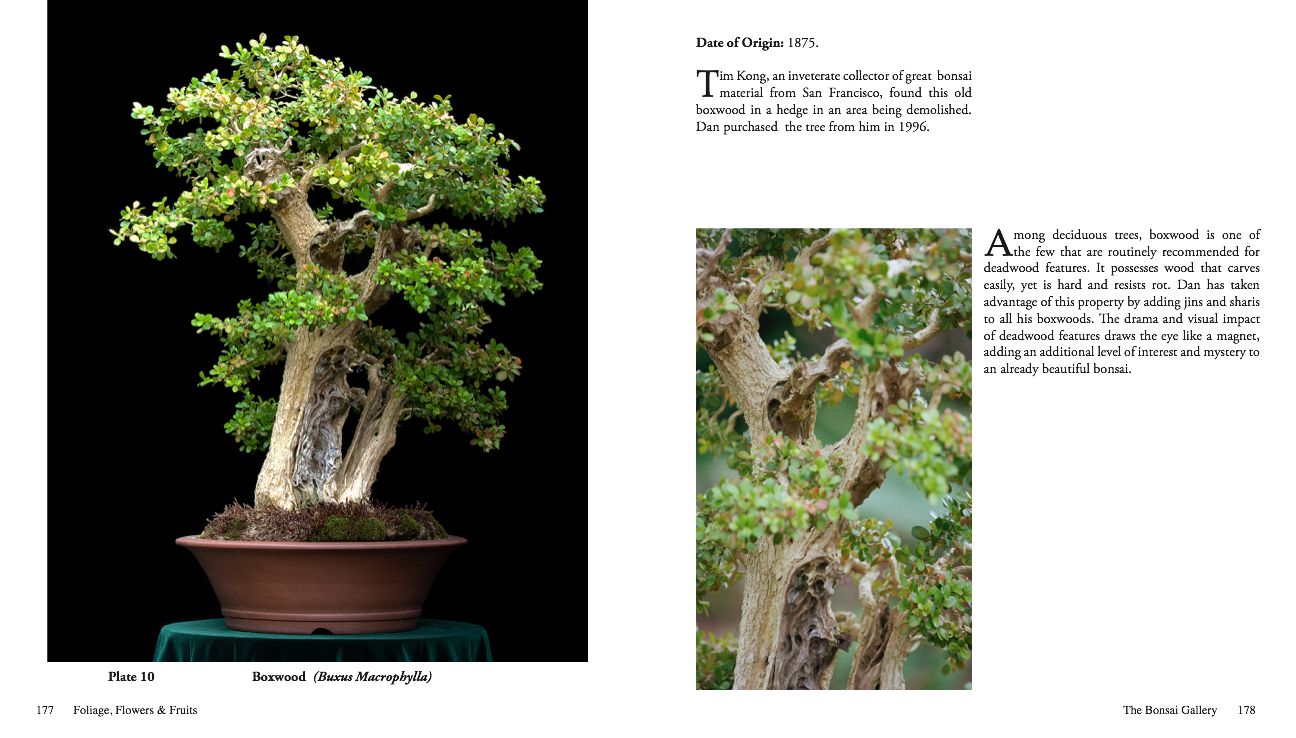 Plate 10
Boxwood (Buxus Macrophylla)
177 Foliage, Flowers & Fruits
Date of Origin: 1875.
Tim Kong, an inveterate collector of great bonsai
material from San Francisco, found this old
boxwood in a hedge in an area being demolished.
Dan purchased the tree from him in 1996.
Among deciduous trees, boxwood is one of
the few that are routinely recommended for
deadwood features. It possesses wood that carves
easily, yet is hard and resists rot. Dan has taken
advantage of this property by adding jins and sharis
to all his boxwoods. The drama and visual impact
of deadwood features draws the eye like a magnet,
adding an additional level of interest and mystery to
an already beautiful bonsai.
The Bonsai Gallery 178